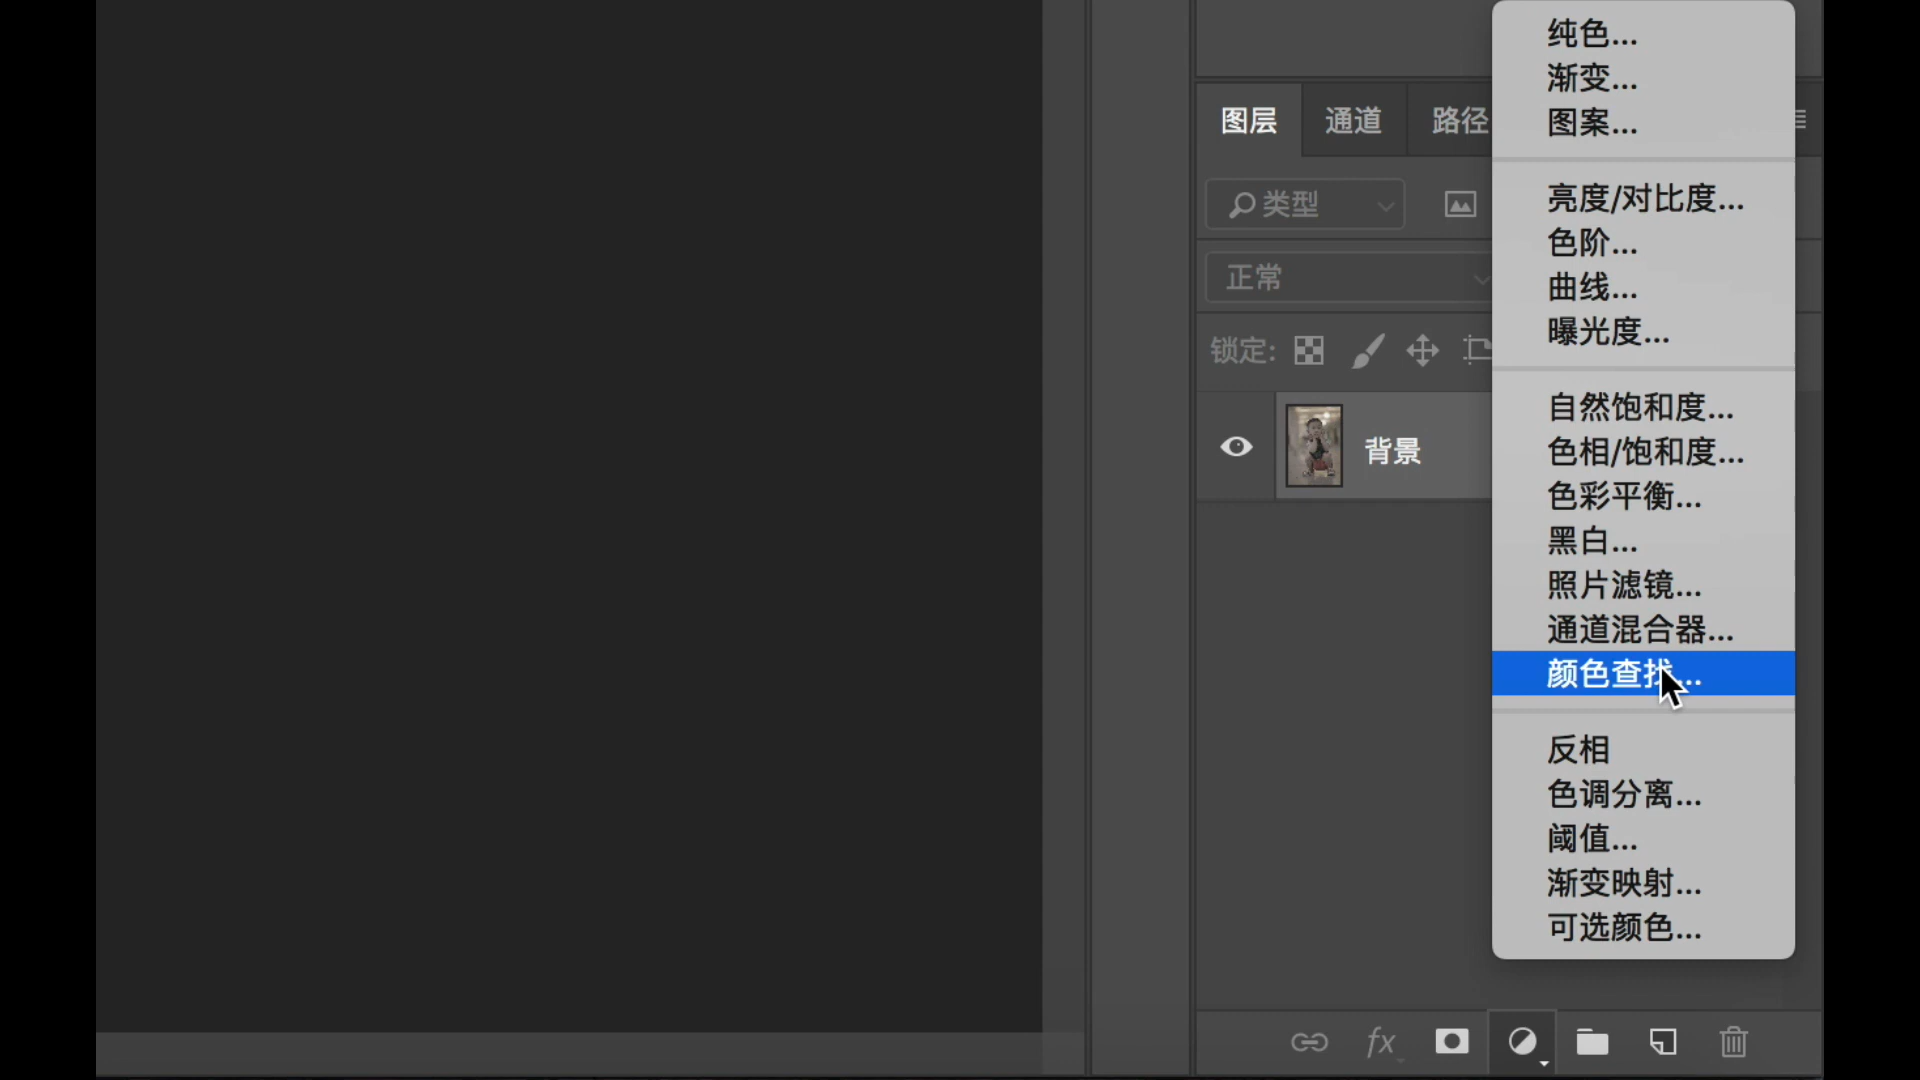 图层 通道 路径
类型
正常
锁定:
背景
纯色...
渐变...
图案...
亮度/对比度...
色阶...
曲线...
曝光度...
自然饱和度...
色相/饱和度...
色彩平衡...
黑白...
照片滤镜...
通道混合器...
颜色查找...
反相
色调分离...
阈值...
渐变映射...
可选颜色...
fx